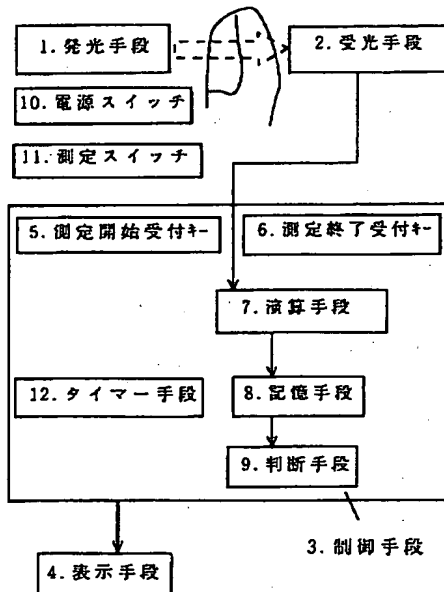 1.発光手段
2.受光手段
10.電源スイッチ
11.測定スイッチ
5.測定開始受付キー
6.測定終了受付キー
7.演算手段
12.タイマー手段
8.記憶手段
9.判断手段
3.制御手段
4.表示手段